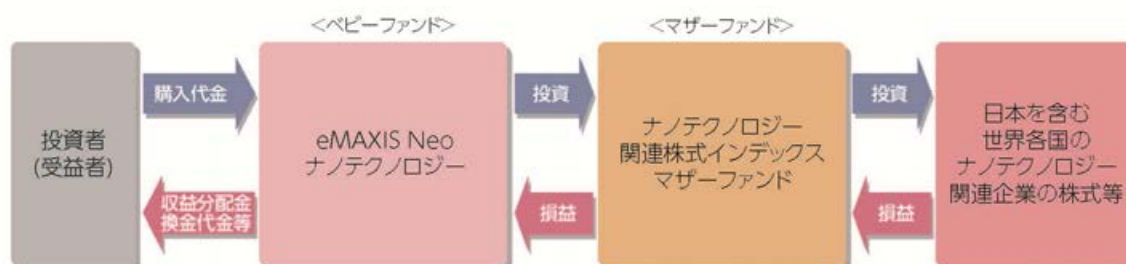 <ベビーファンド>
<マザーファンド>
投資者
(受益者)
購入代金
収益分配金
換金代金等
eMAXIS Neo
ナノテクノロジー
投資
損益
ナノテクノロジー
関連株式インデックス
マザーファンド
投資
損益
日本を含む
世界各国の
ナノテクノロジー
関連企業の株式等